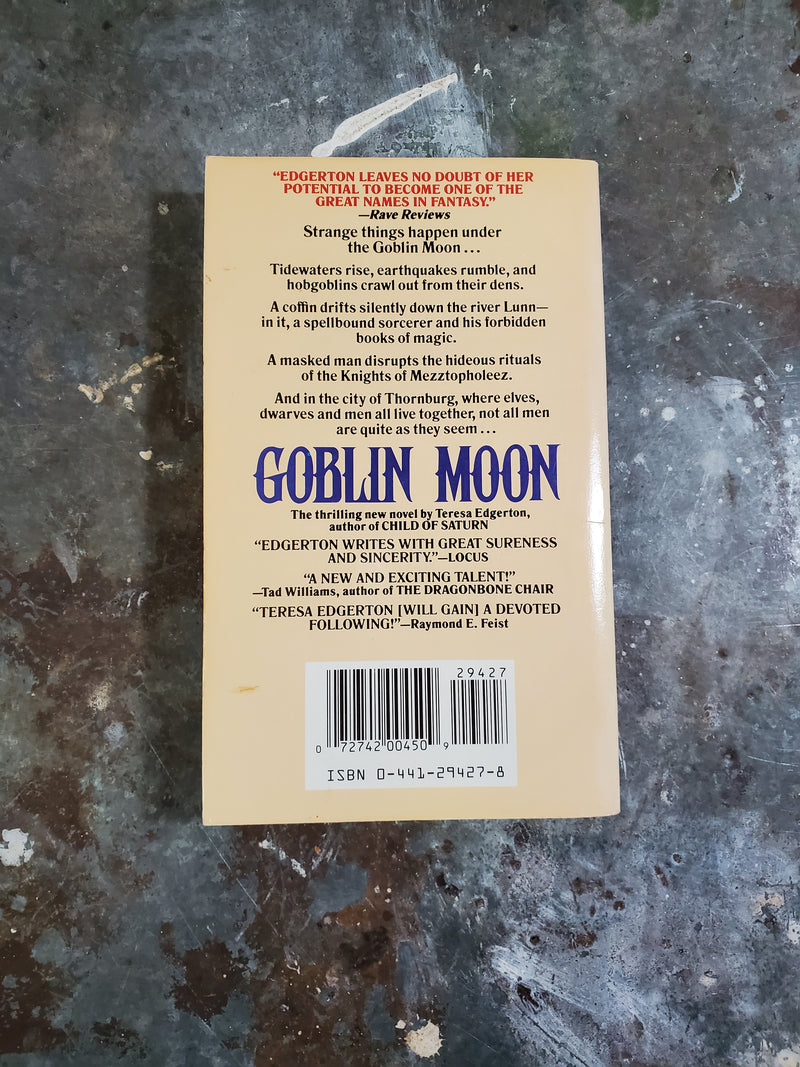 “EDGERTON LEAVES NO DOUBT OF HER
POTENTIAL TO BECOME ONE OF THE
GREAT NAMES IN FANTASY.”
—Rave Reviews
Strange things happen under
the Goblin Moon . . .
Tidewaters rise, earthquakes rumble, and
hobgoblins crawl out from their dens.
A coffin drifts silently down the river Lunn—
in it, a spellbound sorcerer and his forbidden
books of magic.
A masked man disrupts the hideous rituals
of the Knights of Mezztopholeez.
And in the city of Thornburg, where elves,
dwarves and men all live together, not all men
are quite as they seem . . .
GOBLIN MOON
The thrilling new novel by Teresa Edgerton,
author of CHILD OF SATURN
“EDGERTON WRITES WITH GREAT SURENESS
AND SINCERITY.”—LOCUS
“A NEW AND EXCITING TALENT!”
—Tad Williams, author of THE DRAGONBONE CHAIR
“TERESA EDGERTON [WILL GAIN] A DEVOTED
FOLLOWING!”—Raymond E. Feist
29427
0 72742 00450 9
ISBN 0-441-29427-8